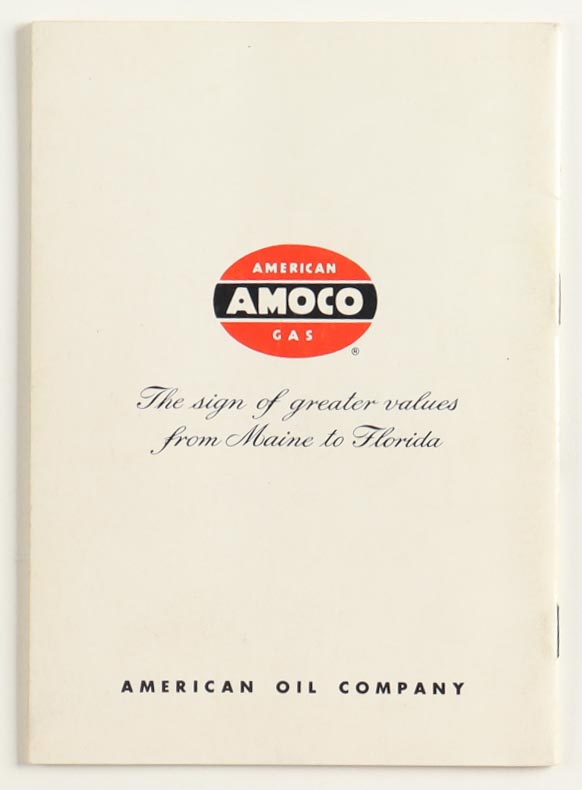 AMERICAN
AMOCO
GAS
®
The sign of greater values
from Maine to Florida
AMERICAN OIL COMPANY